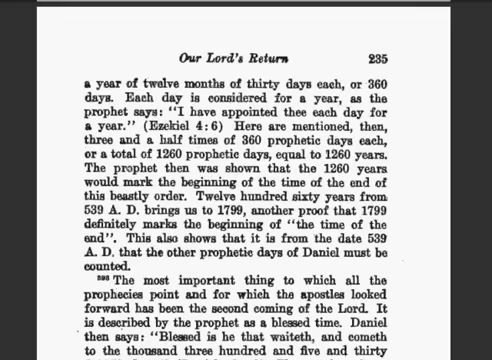 Our Lord's Return 235
a year of twelve months of thirty days each, or 360
days. Each day is considered for a year, as the
prophet says: "I have appointed thee each day for
a year." (Ezekiel 4:6) Here are mentioned, then,
three and a half times of 360 prophetic days each,
or a total of 1260 prophetic days, equal to 1260 years.
The prophet then was shown that the 1260 years
would mark the beginning of the time of the end of
this beastly order. Twelve hundred sixty years from
539 A. D. brings us to 1799, another proof that 1799
definitely marks the beginning of "the time of the
end". This also shows that it is from the date 539
A. D. that the other prophetic days of Daniel must be
counted.
The most important thing to which all the
prophecies point and for which the apostles looked
forward has been the second coming of the Lord. It
is described by the prophet as a blessed time. Daniel
then says: "Blessed is he that waiteth, and cometh
to the thousand three hundred and five and thirty